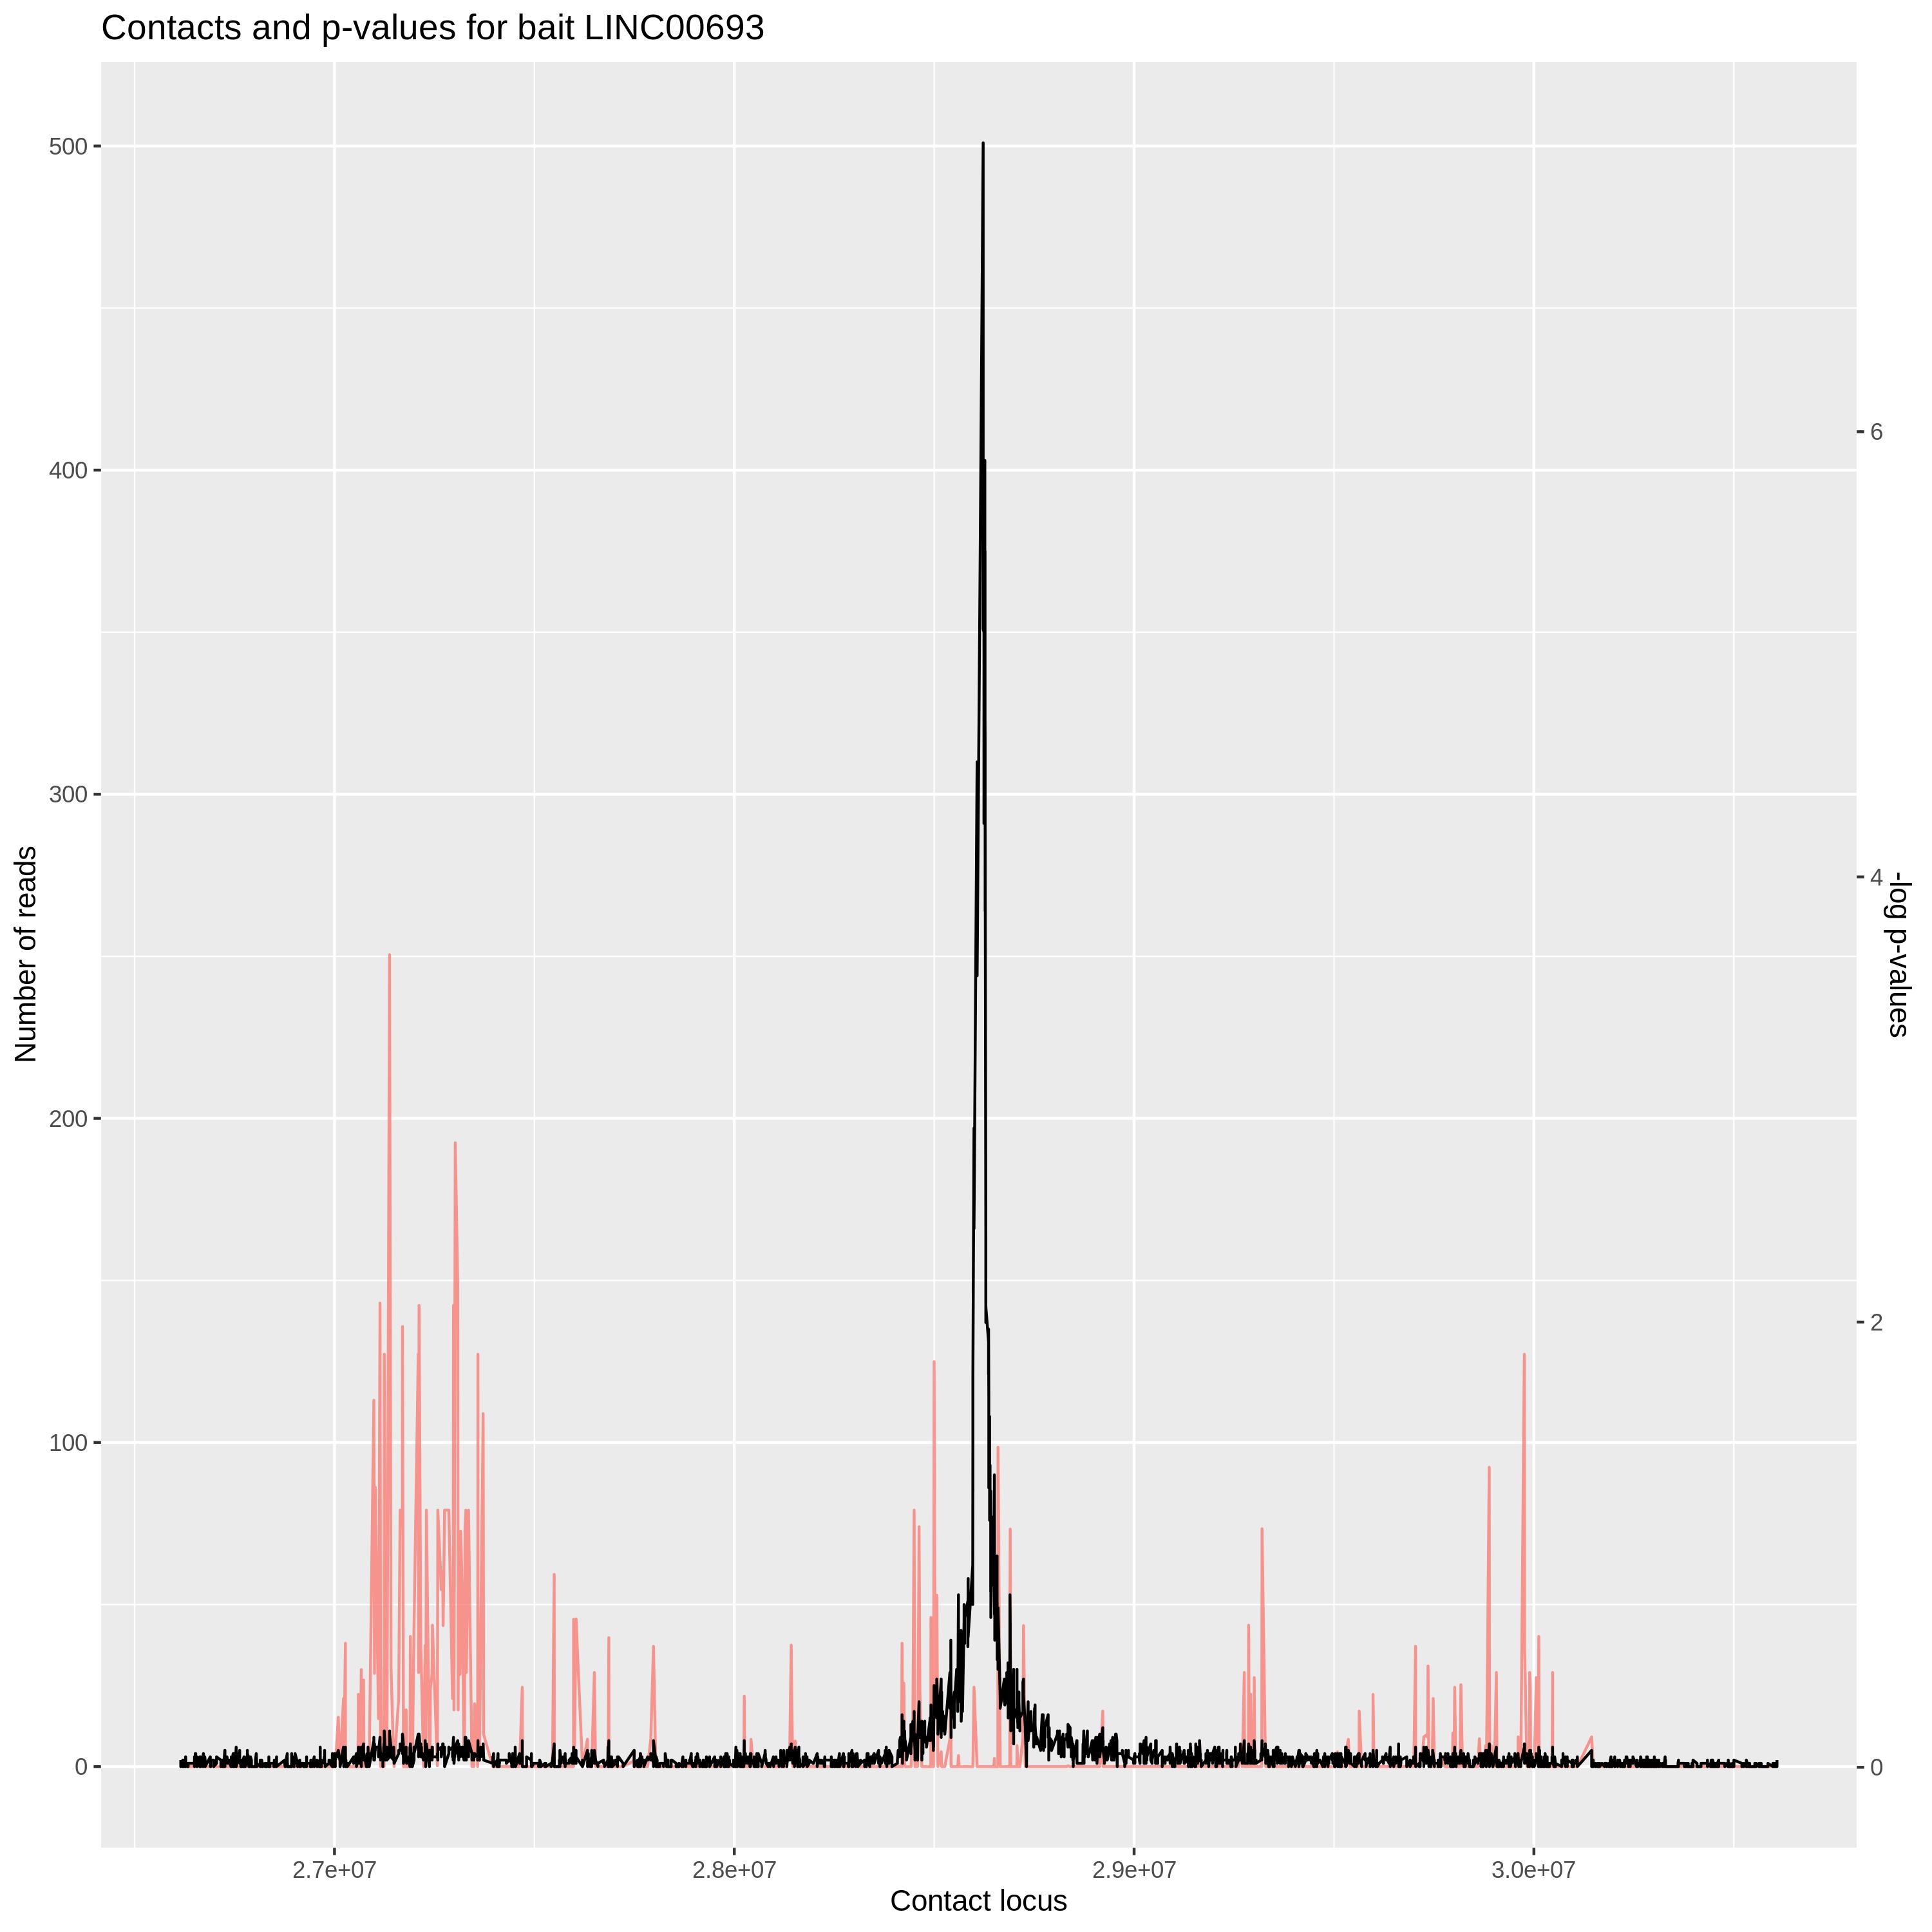 Contacts and p-values for bait LINC00693
Number of reads
500
400
300
200
100
0
6
4
2
0
-log p-values
2.7e+07
2.8e+07
2.9e+07
3.0e+07
Contact locus